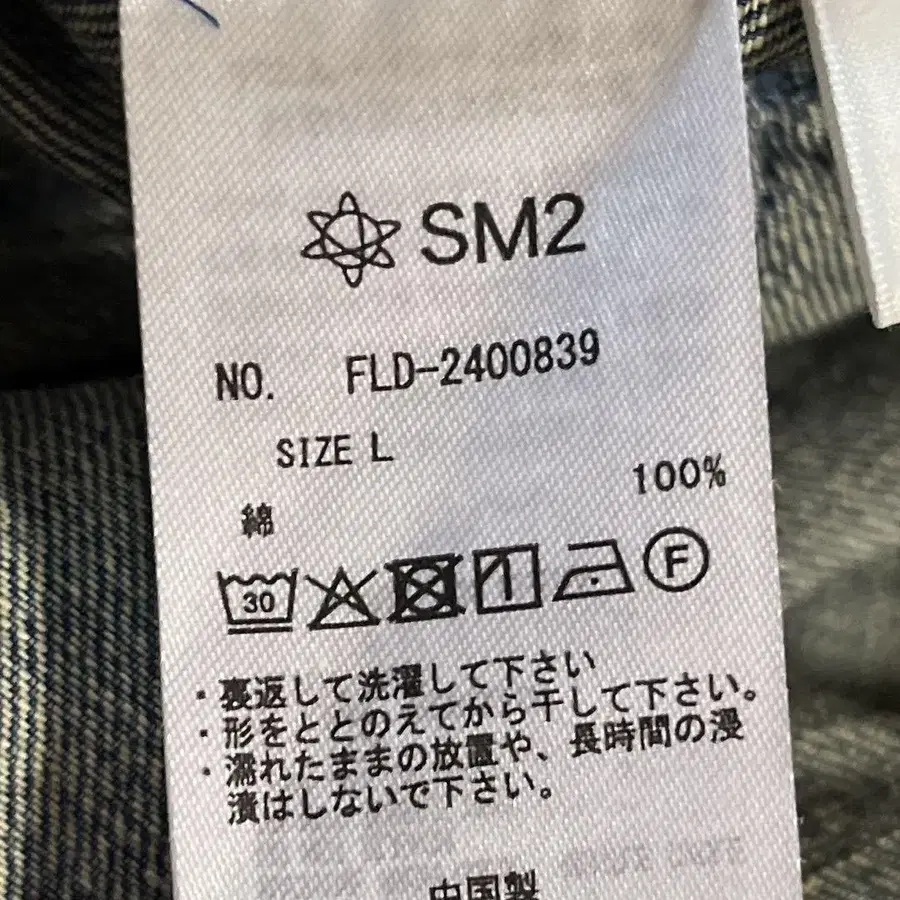 SM2
NO. FLD-2400839
SIZE L
100%
綿
30 F
・裏返して洗濯して下さい
・形をととのえてから干して下さい。
・濡れたままの放置や、長時間の浸
漬はしないで下さい。
中国製